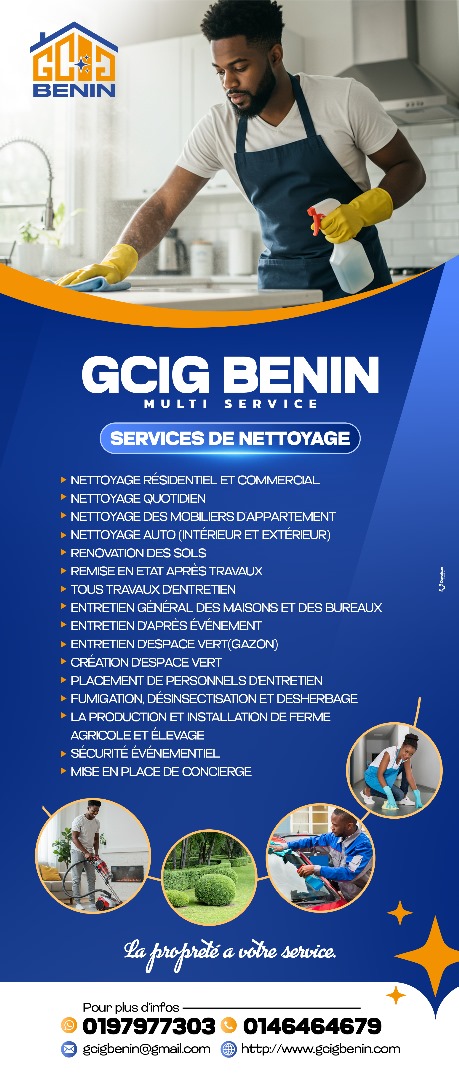 GCIG
BENIN
GCIG BENIN
MULTI SERVICE
SERVICES DE NETTOYAGE
NETTOYAGE RÉSIDENTIEL ET COMMERCIAL
NETTOYAGE QUOTIDIEN
NETTOYAGE DES MOBILIERS D'APPARTEMENT
NETTOYAGE AUTO (INTÉRIEUR ET EXTÉRIEUR)
RENOVATION DES SOLS
REMISE EN ETAT APRÈS TRAVAUX
TOUS TRAVAUX D'ENTRETIEN
ENTRETIEN GÉNÉRAL DES MAISONS ET DES BUREAUX
ENTRETIEN D'APRÈS ÉVÉNEMENT
ENTRETIEN D'ESPACE VERT(GAZON)
CRÉATION D'ESPACE VERT
PLACEMENT DE PERSONNELS D'ENTRETIEN
FUMIGATION, DÉSINSECTISATION ET DESHERBAGE
LA PRODUCTION ET INSTALLATION DE FERME
AGRICOLE ET ÉLEVAGE
SÉCURITÉ ÉVÉNEMENTIEL
MISE EN PLACE DE CONCIERGE
La propreté a votre service.
Pour plus d'infos
0197977303 0146464679
gcigbenin@gmail.com http://www.gcigbenin.com